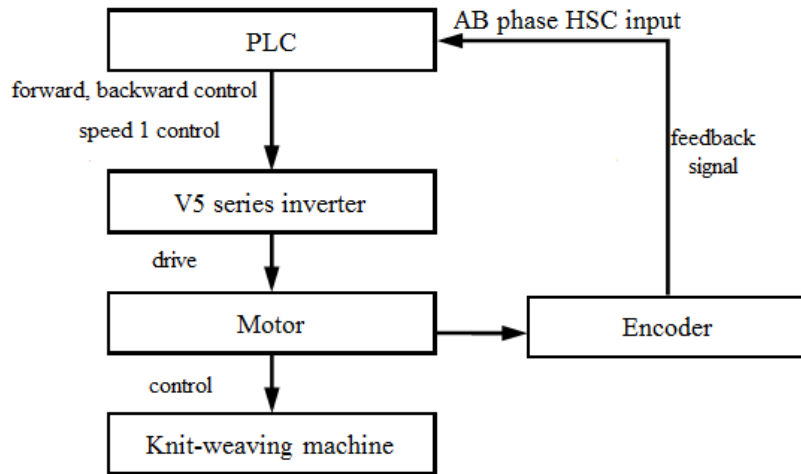 AB phase HSC input
PLC
forward, backward control
speed 1 control
feedback
signal
V5 series inverter
drive
Motor
Encoder
control
Knit-weaving machine